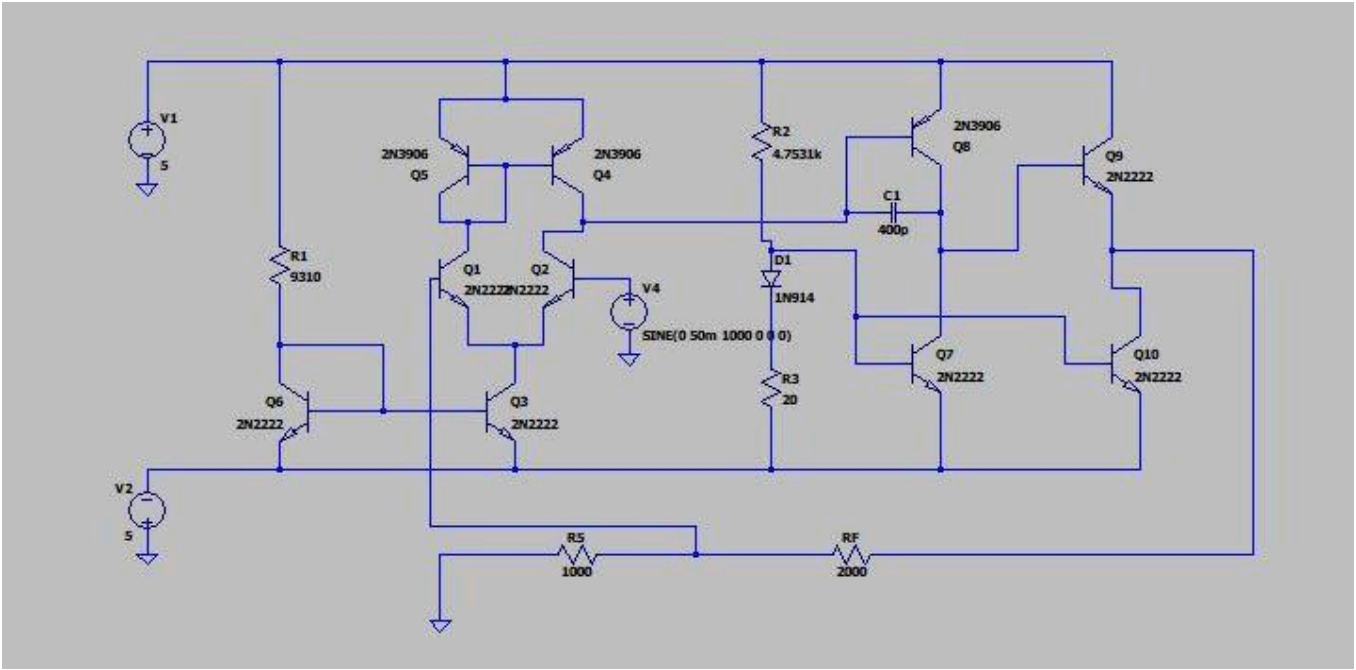 V1
5
2N3906
Q5
2N3906
Q4
R2
4.7531k
2N3906
Q8
Q9
2N2222
C1
400p
R1
9310
Q1
2N2222
Q2
2N2222
V4
SINE(0 50m 1000 0 0 0)
D1
1N914
Q7
2N2222
Q10
2N2222
R3
20
Q6
2N2222
Q3
2N2222
V2
5
R5
1000
RF
2000